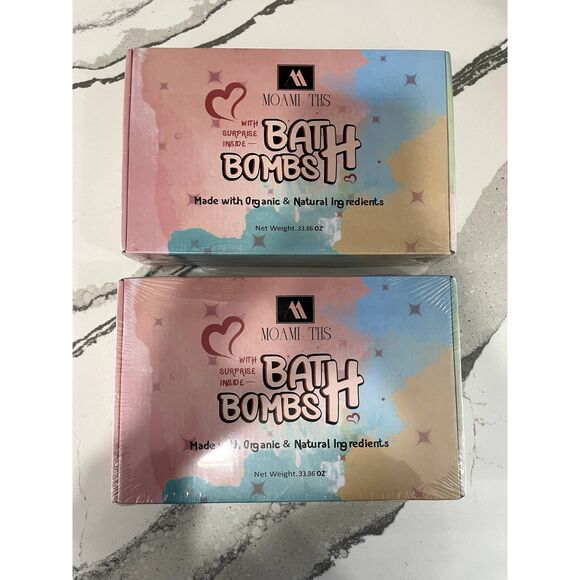 MOAMI THS
WITH
SURPRISE
INSIDE
BATH
BOMBS
Made with Organic & Natural Ingredients
Net Weight.33.86 OZ
MOAMI THS
WITH
SURPRISE
INSIDE
BATH
BOMBS
Made with Organic & Natural Ingredients
Net Weight.33.86 OZ